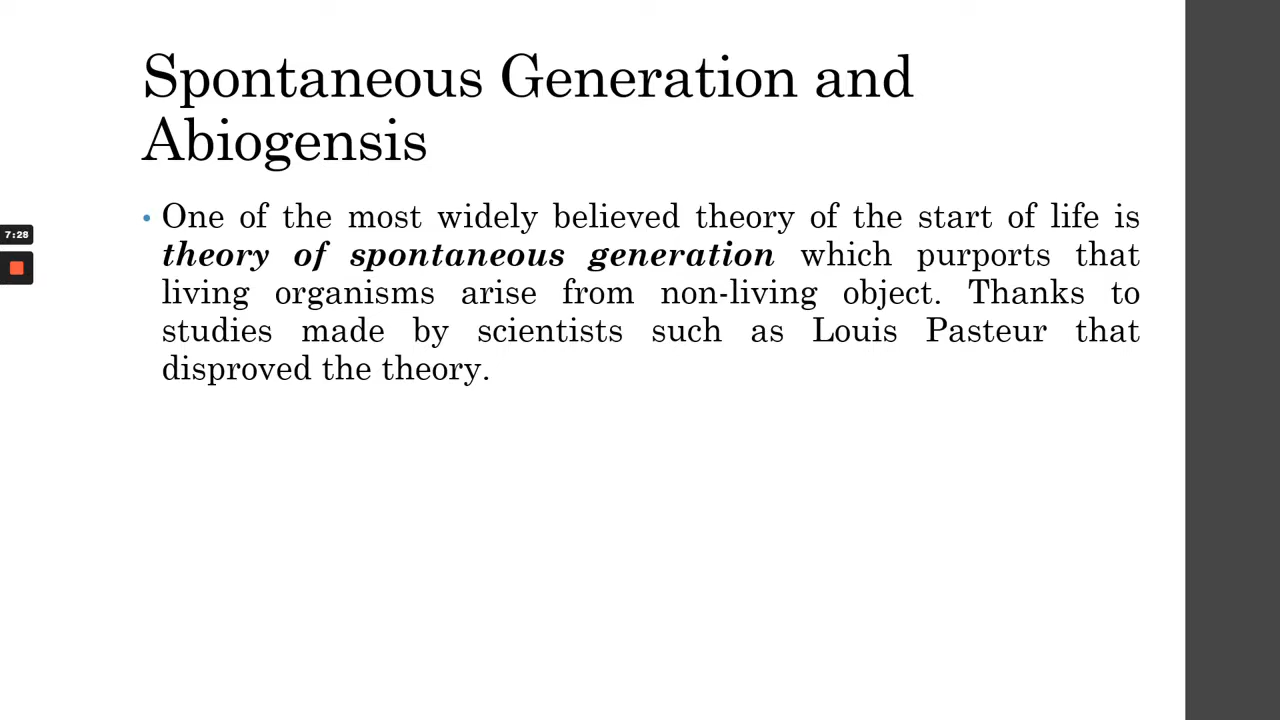 Spontaneous Generation and
Abiogensis
• One of the most widely believed theory of the start of life is
theory of spontaneous generation which purports that
living organisms arise from non-living object. Thanks to
studies made by scientists such as Louis Pasteur that
disproved the theory.
7:28